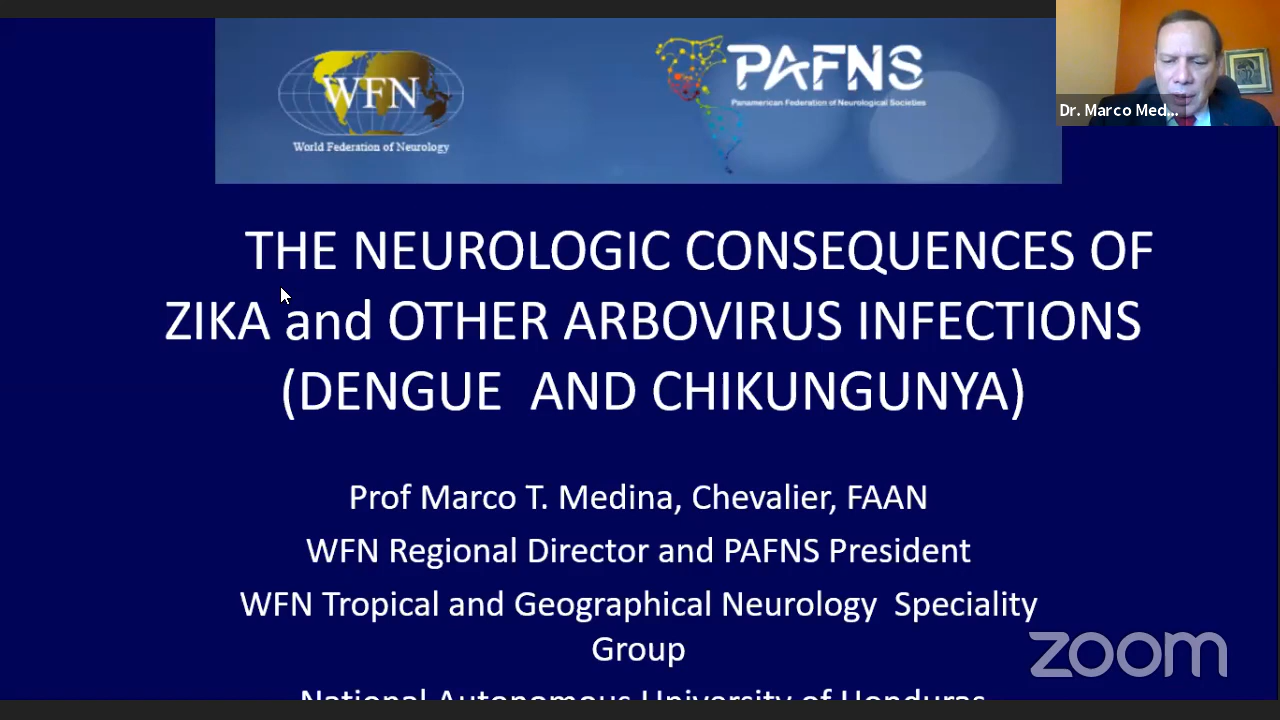 WFN
World Federation of Neurology
PAFNS
Panamerican Federation of Neurological Societies
Dr. Marco Med...
THE NEUROLOGIC CONSEQUENCES OF
ZIKA and OTHER ARBOVIRUS INFECTIONS
(DENGUE AND CHIKUNGUNYA)
Prof Marco T. Medina, Chevalier, FAAN
WFN Regional Director and PAFNS President
WFN Tropical and Geographical Neurology Speciality
Group
National Autonomous University of Honduras
zoom